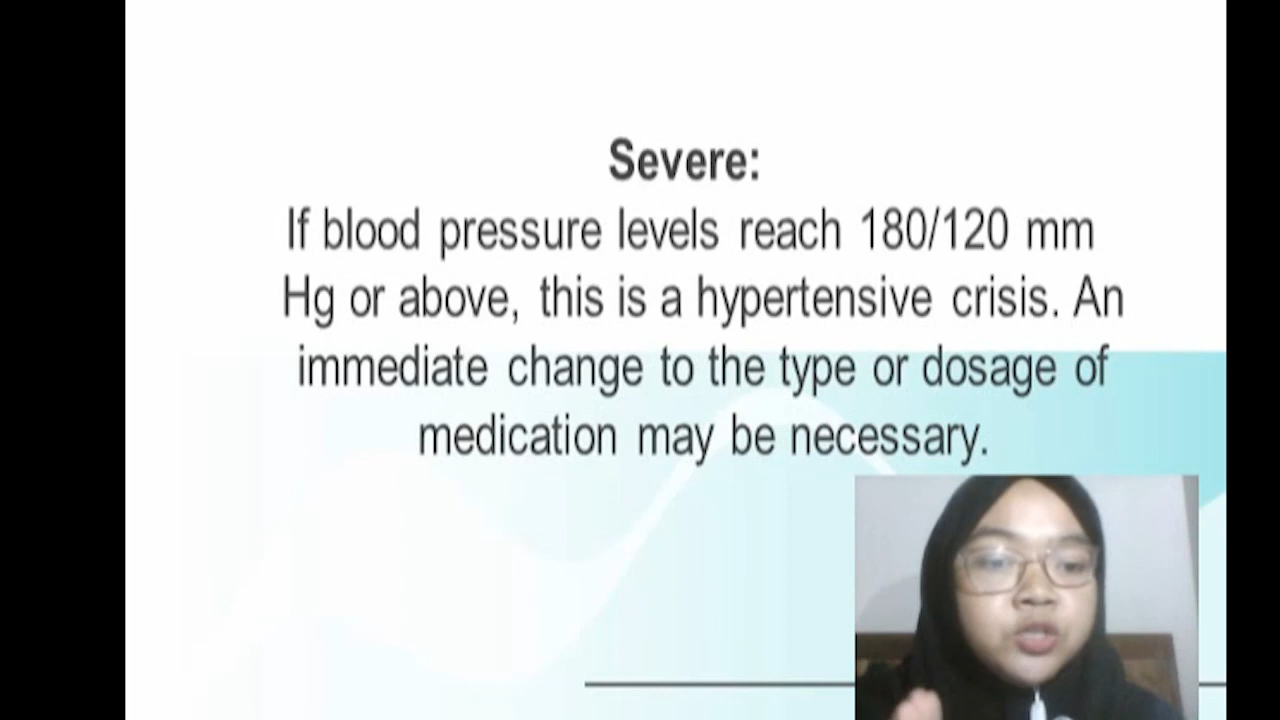 Severe:
If blood pressure levels reach 180/120 mm
Hg or above, this is a hypertensive crisis. An
immediate change to the type or dosage of
medication may be necessary.